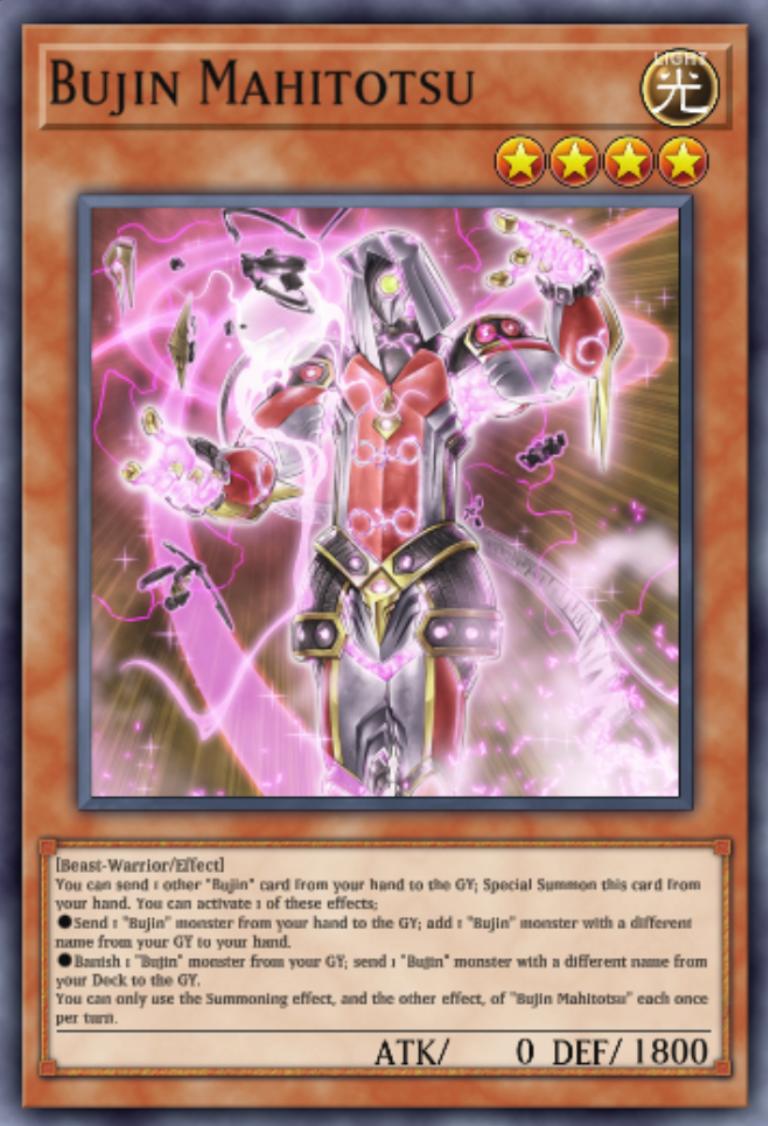 BUJIN MAHITOTSU
LIGHT
光
[Beast-Warrior/Effect]
You can send 1 other "Bujin" card from your hand to the GY; Special Summon this card from
your hand. You can activate 1 of these effects;
●Send 1 "Bujin" monster from your hand to the GY; add 1 "Bujin" monster with a different
name from your GY to your hand.
●Banish 1 "Bujin" monster from your GY; send 1 "Bujin" monster with a different name from
your Deck to the GY.
You can only use the Summoning effect, and the other effect, of "Bujin Mahitotsu" each once
per turn.
ATK/ 0 DEF/ 1800